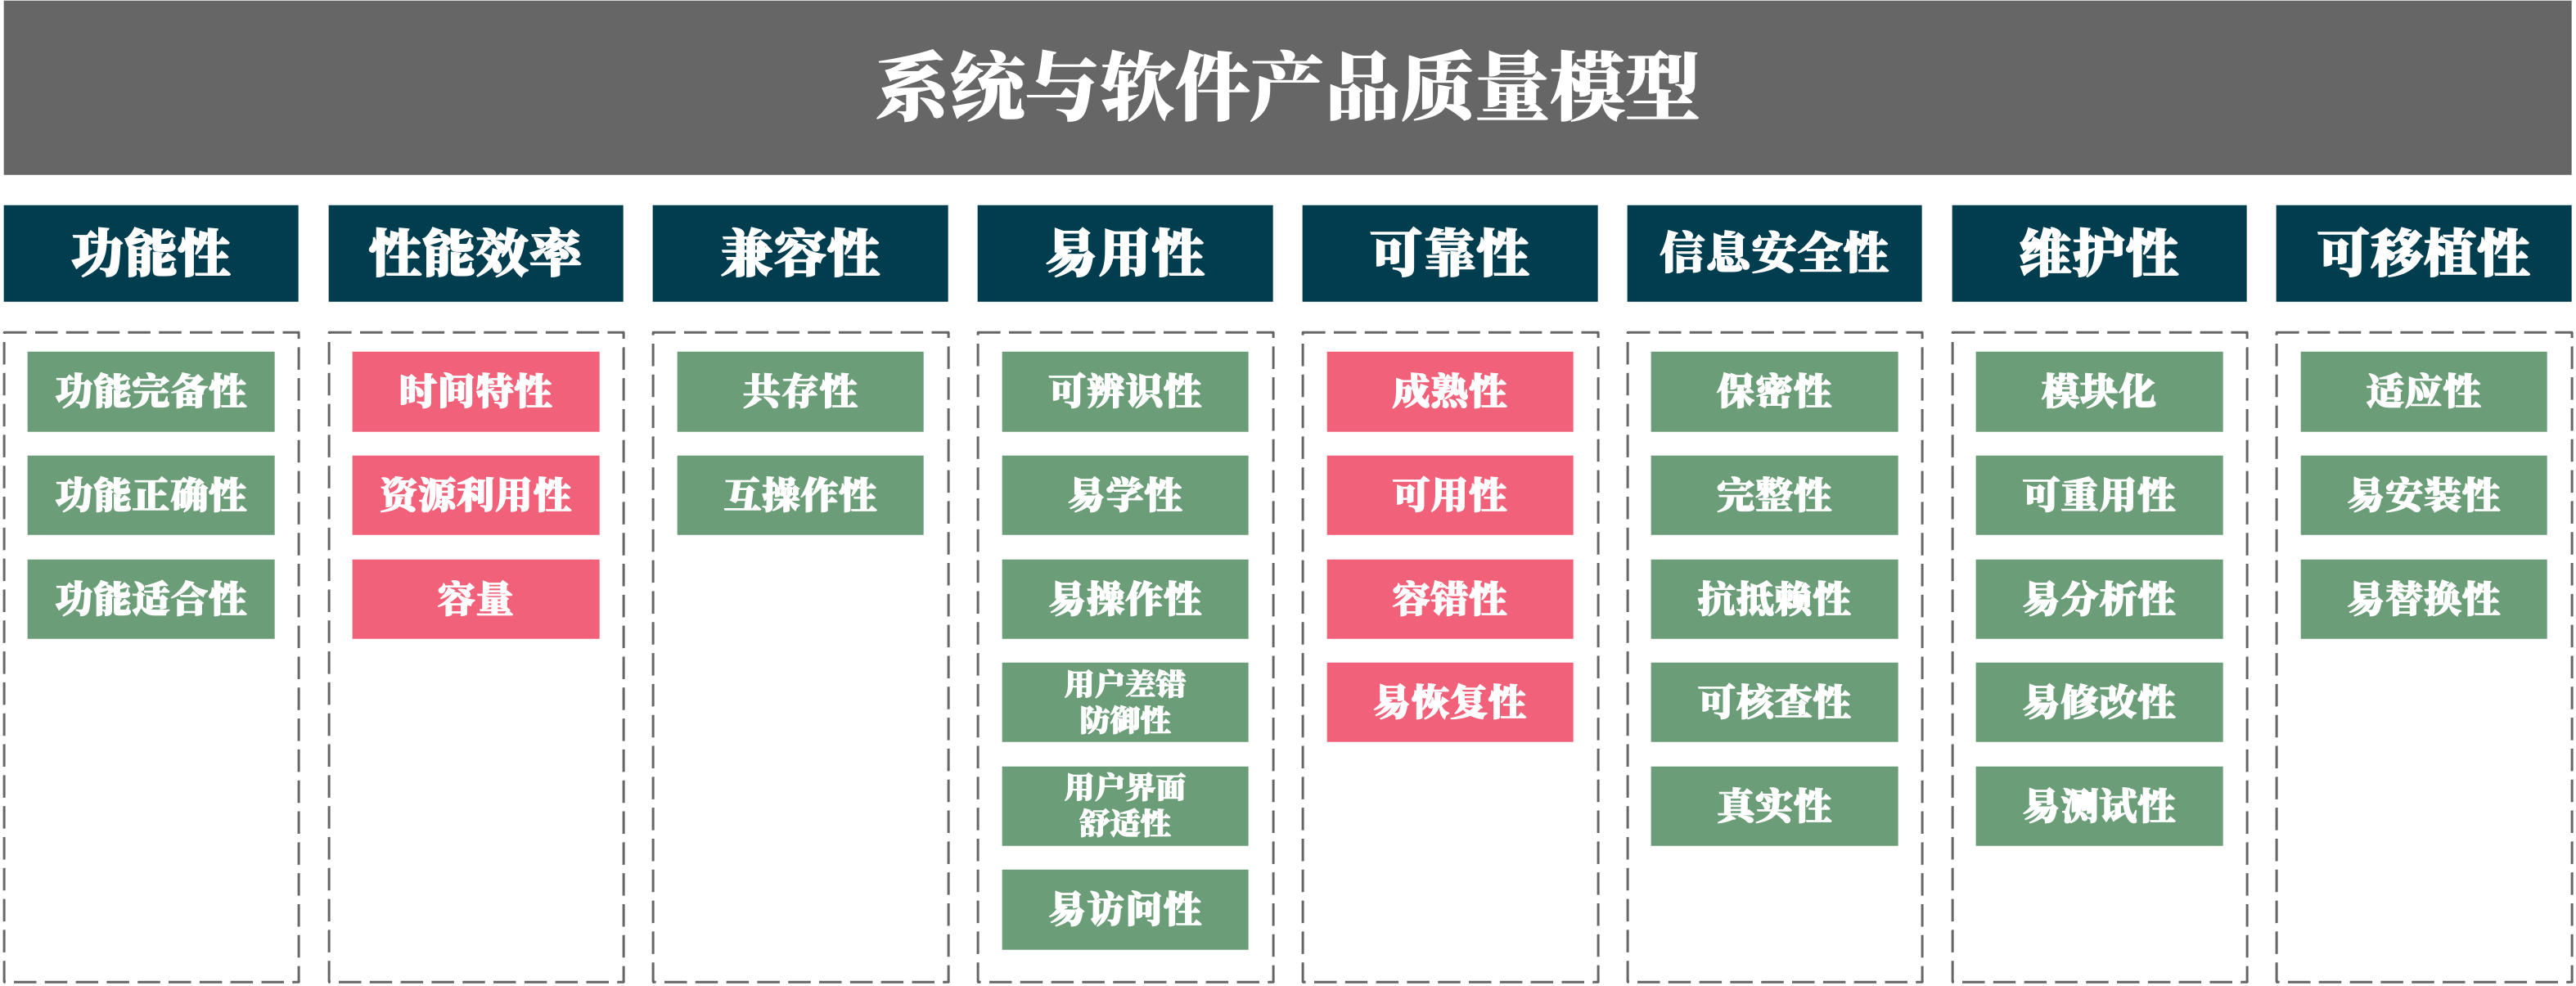 系统与软件产品质量模型
功能性
性能效率
兼容性
易用性
可靠性
信息安全性
维护性
可移植性
功能完备性
功能正确性
功能适合性
时间特性
资源利用性
容量
共存性
互操作性
可辨识性
易学性
易操作性
用户差错
防御性
用户界面
舒适性
易访问性
成熟性
可用性
容错性
易恢复性
保密性
完整性
抗抵赖性
可核查性
真实性
模块化
可重用性
易分析性
易修改性
易测试性
适应性
易安装性
易替换性